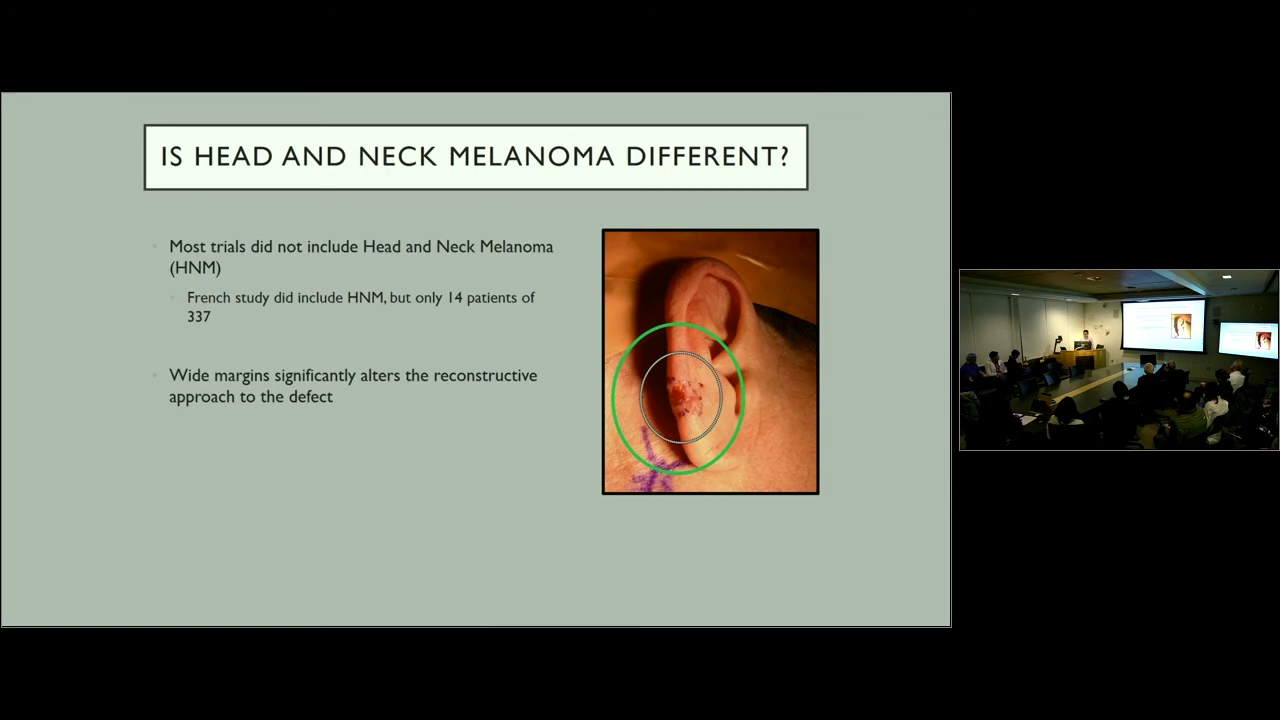 IS HEAD AND NECK MELANOMA DIFFERENT?
Most trials did not include Head and Neck Melanoma
(HNM)
French study did include HNM, but only 14 patients of
337
Wide margins significantly alters the reconstructive
approach to the defect